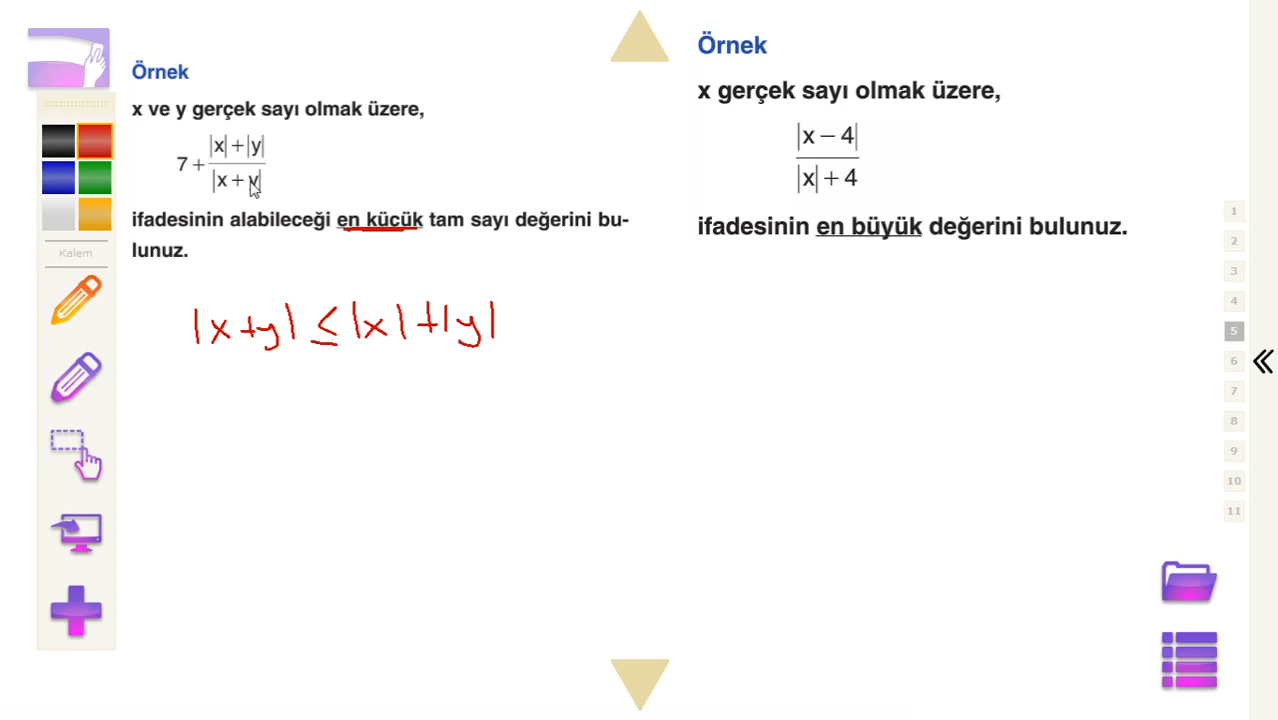 Örnek
x ve y gerçek sayı olmak üzere,
7 + |x| + |y|
|x + y|
ifadesinin alabileceği en küçük tam sayı değerini bu-
lunuz.
|x+y| ≤ |x| + |y|
Örnek
x gerçek sayı olmak üzere,
|x − 4|
|x| + 4
ifadesinin en büyük değerini bulunuz.
Kalem
1
2
3
4
5
6
7
8
9
10
11